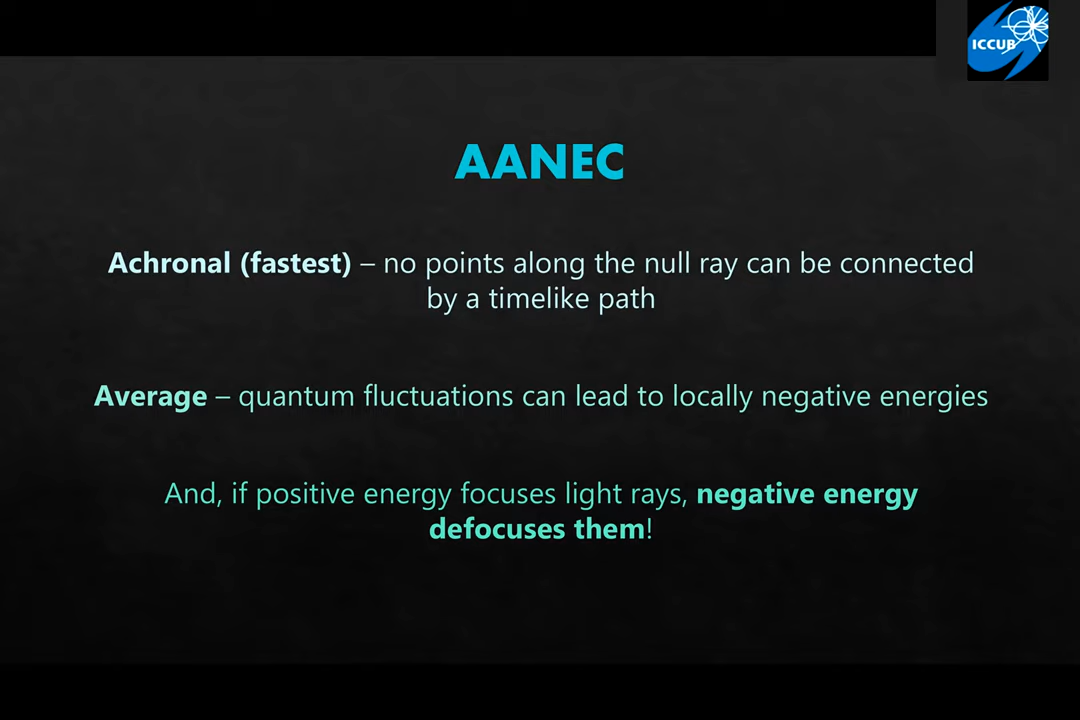 ICCUB
AANEC
Achronal (fastest) – no points along the null ray can be connected
by a timelike path
Average – quantum fluctuations can lead to locally negative energies
And, if positive energy focuses light rays, negative energy
defocuses them!